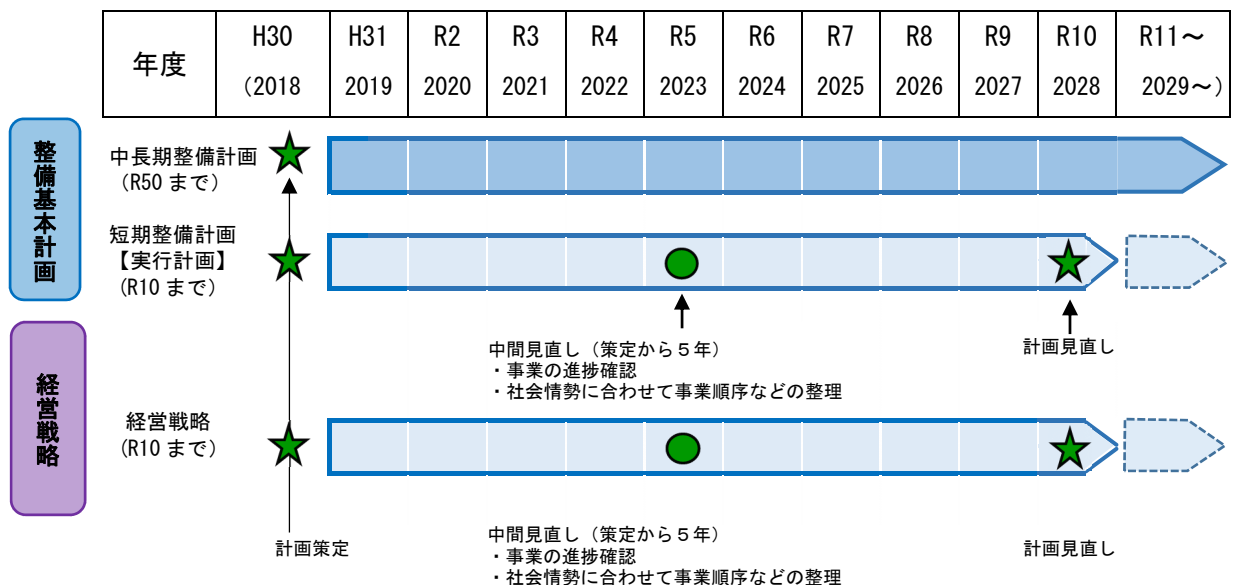 年度 H30 H31 R2 R3 R4 R5 R6 R7 R8 R9 R10 R11～
(2018 2019 2020 2021 2022 2023 2024 2025 2026 2027 2028 2029～)
整備基本計画
中長期整備計画
(R50 まで)
短期整備計画
【実行計画】
(R10 まで)
中間見直し（策定から５年）
・事業の進捗確認
・社会情勢に合わせて事業順序などの整理
計画見直し
経営戦略
経営戦略
(R10 まで)
計画策定
中間見直し（策定から５年）
・事業の進捗確認
・社会情勢に合わせて事業順序などの整理
計画見直し